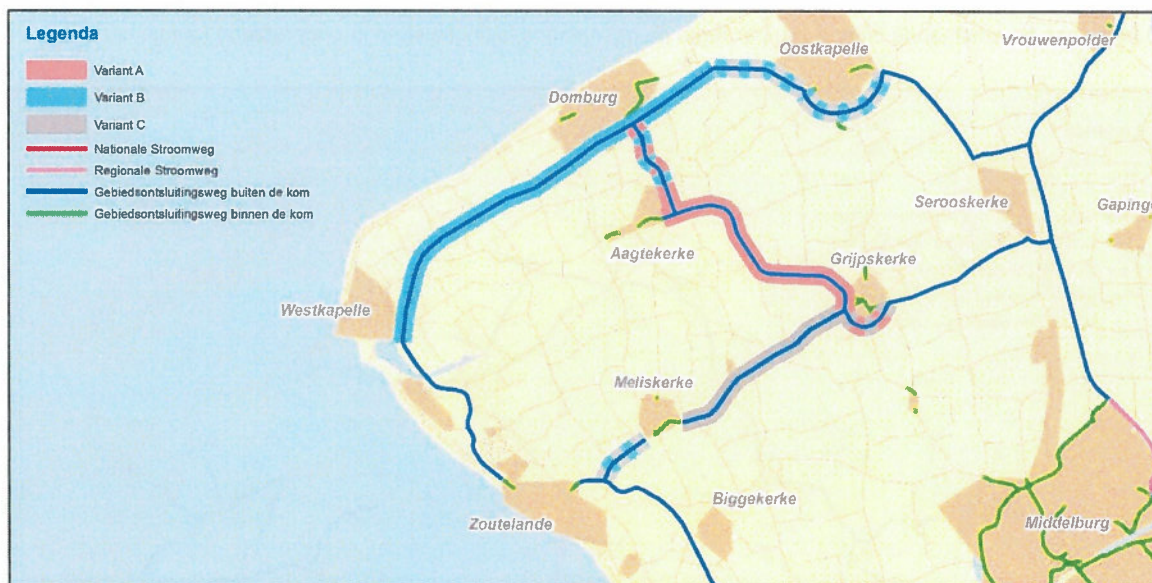 Legenda
Variant A
Variant B
Variant C
Nationale Stroomweg
Regionale Stroomweg
Gebiedsontsluitingsweg buiten de kom
Gebiedsontsluitingsweg binnen de kom
Oostkapelle
Vrouwenpolder
Domburg
Serooskerke
Gapinge
Aagtekerke
Grijpskerke
Westkapelle
Meliskerke
Biggekerke
Zoutelande
Middelburg